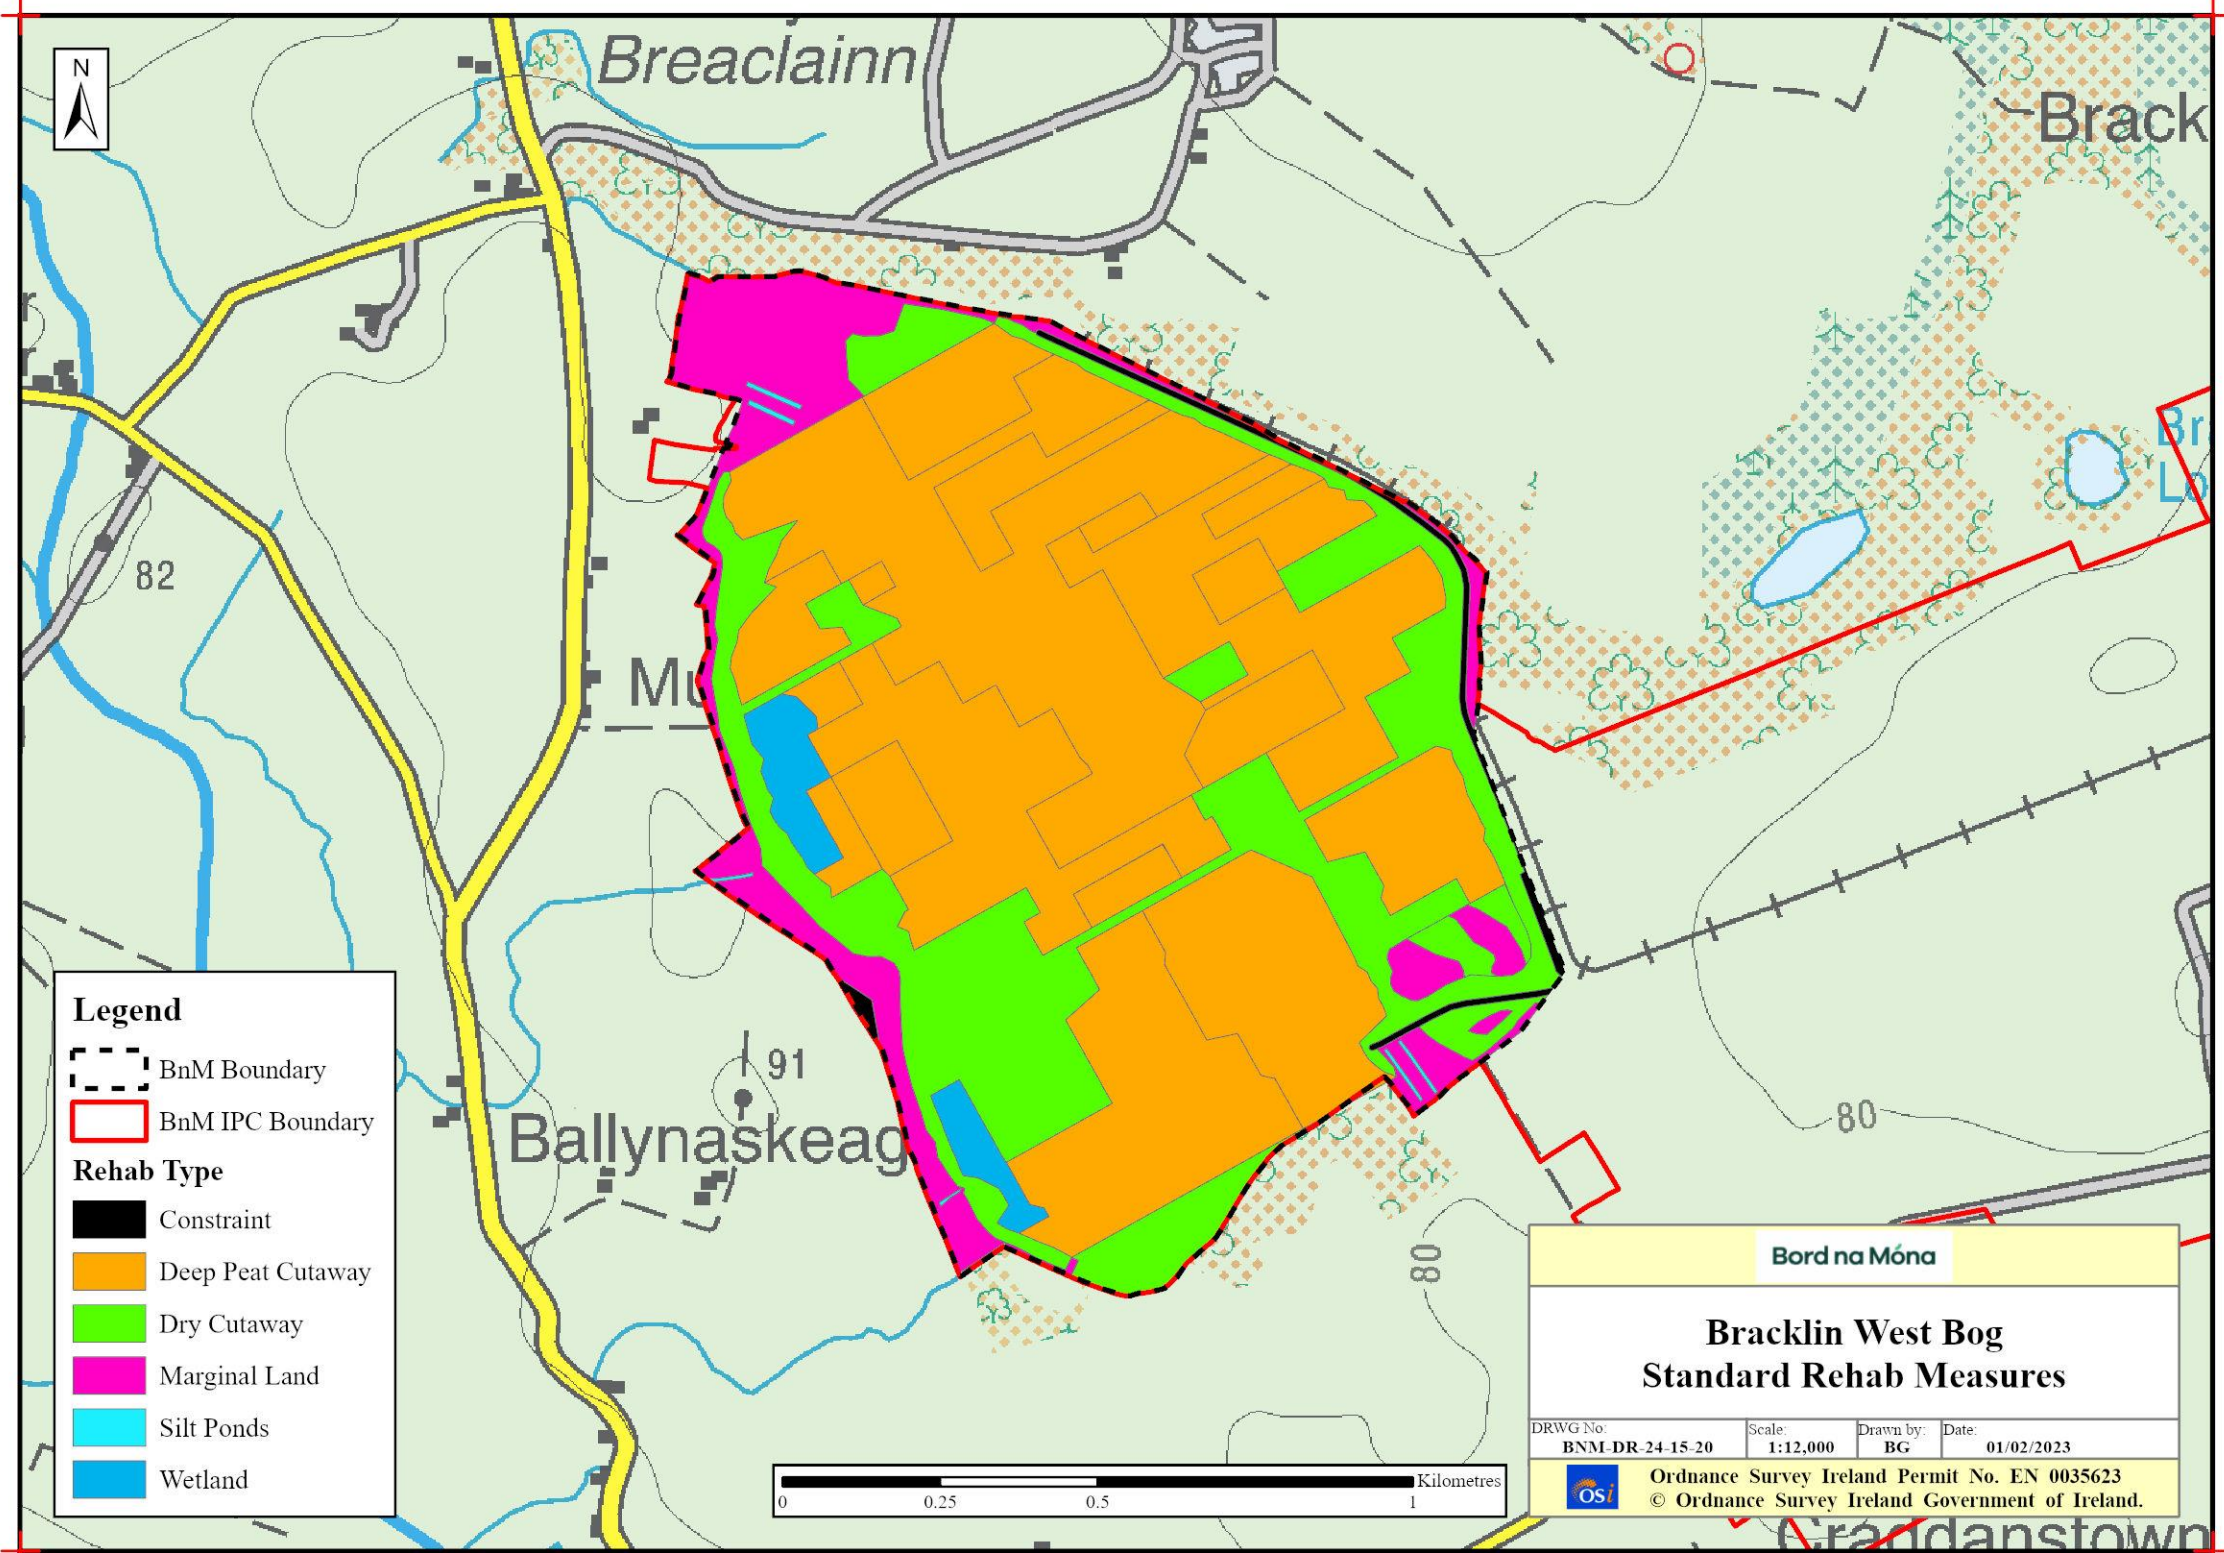 N
Breaclainn
Brack
82
Mu
91
Ballynaskeag
80
80
Legend
BnM Boundary
BnM IPC Boundary
Rehab Type
Constraint
Deep Peat Cutaway
Dry Cutaway
Marginal Land
Silt Ponds
Wetland
0 0.25 0.5 1
Kilometres
Bord na Móna
Bracklin West Bog
Standard Rehab Measures
DRWG No: BNM-DR-24-15-20
Scale: 1:12,000
Drawn by: BG
Date: 01/02/2023
OSi
Ordnance Survey Ireland Permit No. EN 0035623
© Ordnance Survey Ireland Government of Ireland.